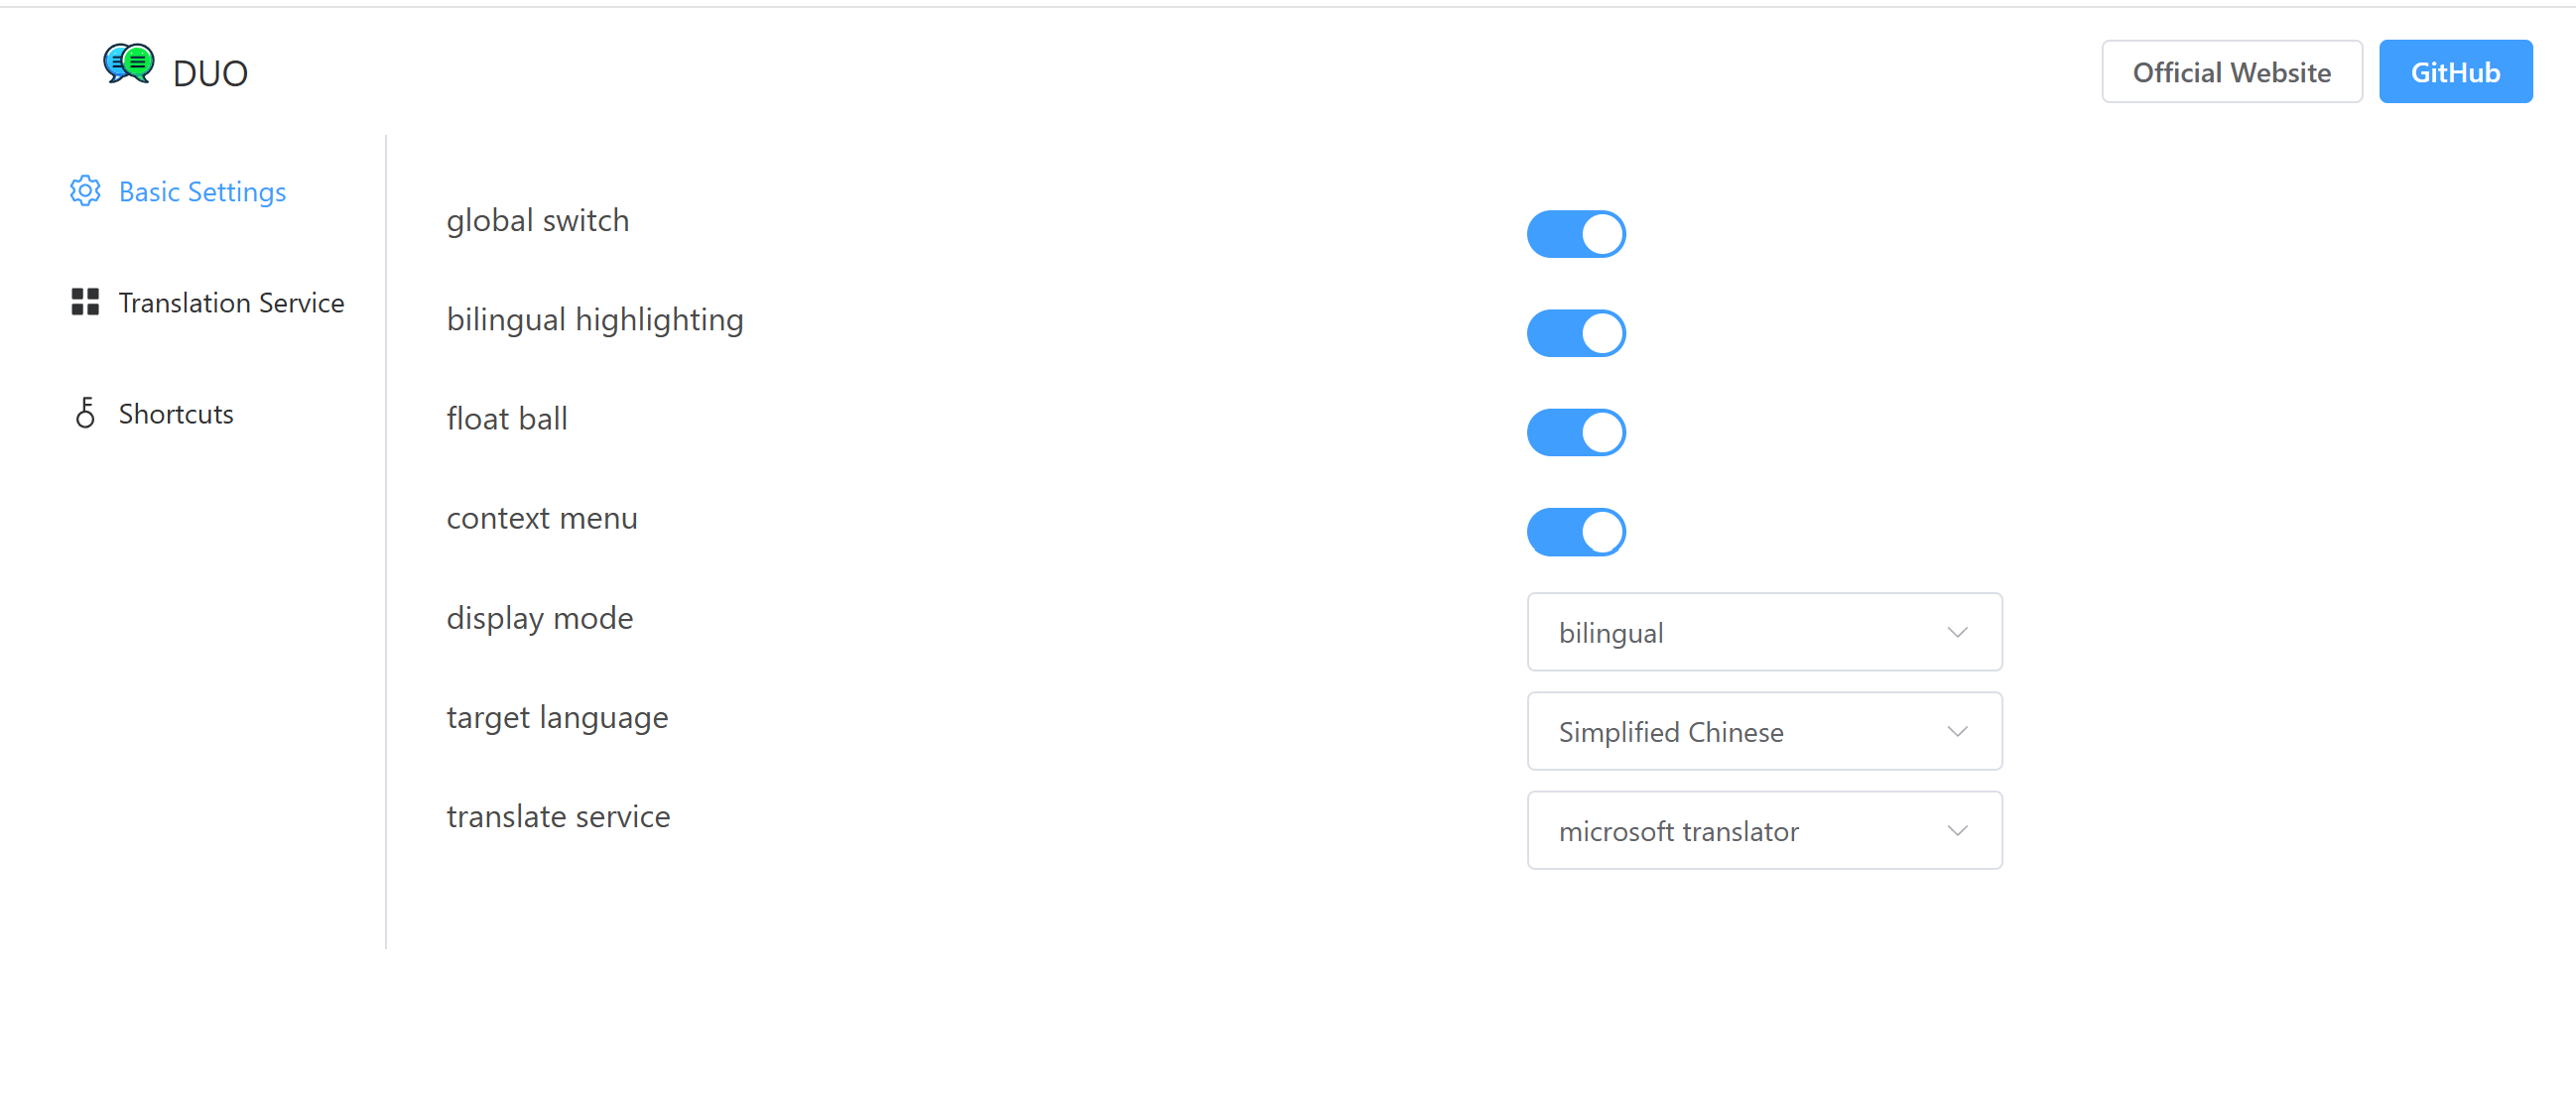 DUO
Official Website
GitHub
Basic Settings
Translation Service
Shortcuts
global switch
bilingual highlighting
float ball
context menu
display mode
bilingual
target language
Simplified Chinese
translate service
microsoft translator